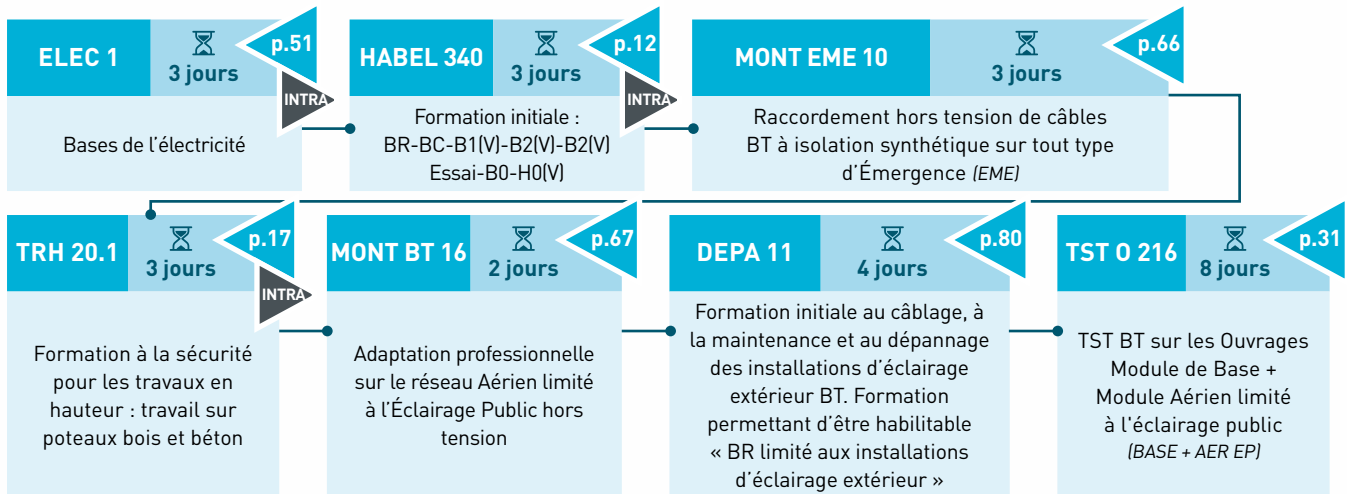 ELEC 1
3 jours
p.51
INTRA
Bases de l'électricité
HABEL 340
3 jours
p.12
INTRA
Formation initiale :
BR-BC-B1(V)-B2(V)-B2(V)
Essai-B0-H0(V)
MONT EME 10
3 jours
p.66
Raccordement hors tension de câbles
BT à isolation synthétique sur tout type
d'Émergence (EME)
TRH 20.1
3 jours
p.17
INTRA
Formation à la sécurité
pour les travaux en
hauteur : travail sur
poteaux bois et béton
MONT BT 16
2 jours
p.67
Adaptation professionnelle
sur le réseau Aérien limité
à l'Éclairage Public hors
tension
DEPA 11
4 jours
p.80
Formation initiale au câblage, à
la maintenance et au dépannage
des installations d'éclairage
extérieur BT. Formation
permettant d'être habilitable
« BR limité aux installations
d'éclairage extérieur »
TST O 216
8 jours
p.31
TST BT sur les Ouvrages
Module de Base +
Module Aérien limité
à l'éclairage public
(BASE + AER EP)